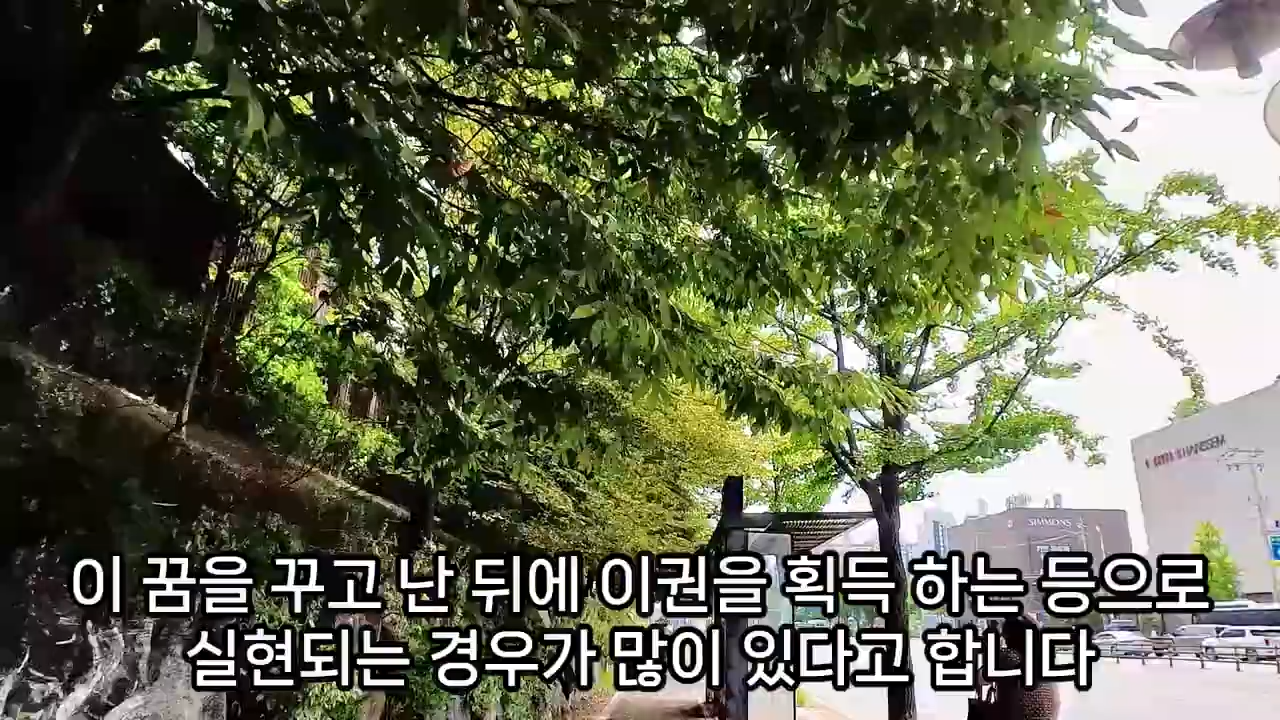 HANSSEM
SIMMONS
이 꿈을 꾸고 난 뒤에 이권을 획득 하는 등으로
실현되는 경우가 많이 있다고 합니다